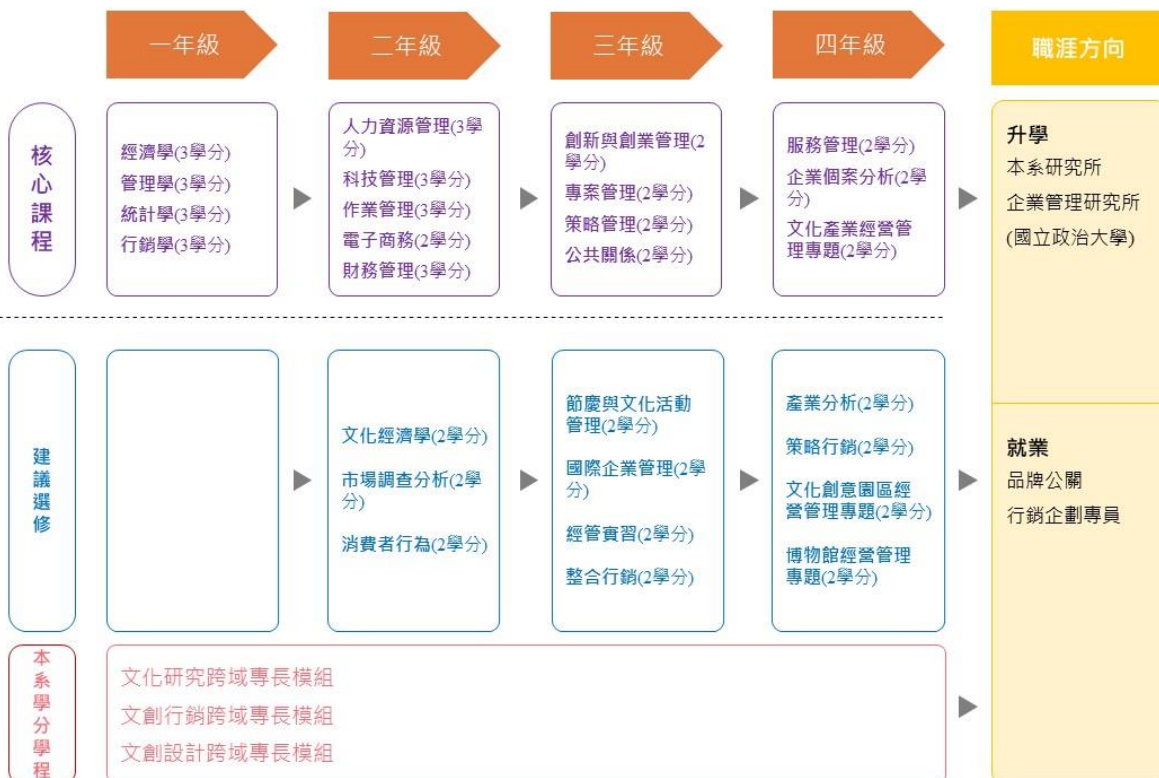 一年級
二年級
三年級
四年級
職涯方向
核心課程
經濟學(3學分)
管理學(3學分)
統計學(3學分)
行銷學(3學分)
人力資源管理(3學
分)
科技管理(3學分)
作業管理(3學分)
電子商務(2學分)
財務管理(3學分)
創新與創業管理(2
學分)
專案管理(2學分)
策略管理(2學分)
公共關係(2學分)
服務管理(2學分)
企業個案分析(2學
分)
文化產業經營管
理專題(2學分)
升學
本系研究所
企業管理研究所
(國立政治大學)
建議選修
文化經濟學(2學分)
市場調查分析(2學
分)
消費者行為(2學分)
節慶與文化活動
管理(2學分)
國際企業管理(2學
分)
經管實習(2學分)
整合行銷(2學分)
產業分析(2學分)
策略行銷(2學分)
文化創意園區經
營管理專題(2學分)
博物館經營管理
專題(2學分)
就業
品牌公關
行銷企劃專員
本系學分學程
文化研究跨域專長模組
文創行銷跨域專長模組
文創設計跨域專長模組